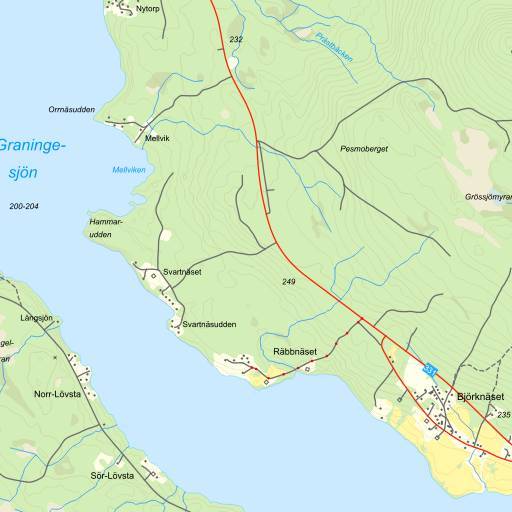 Nytorp
232
Prästbäcken
Orrnäsudden
Mellvik
Graninge-
sjön
Pesmoberget
Mellviken
Grössjömyran
200-204
Hammar-
udden
Svartnäset
249
Långsjön
Svartnäsudden
Räbbnäset
331
Norr-Lövsta
Björknäset
235
Sör-Lövsta